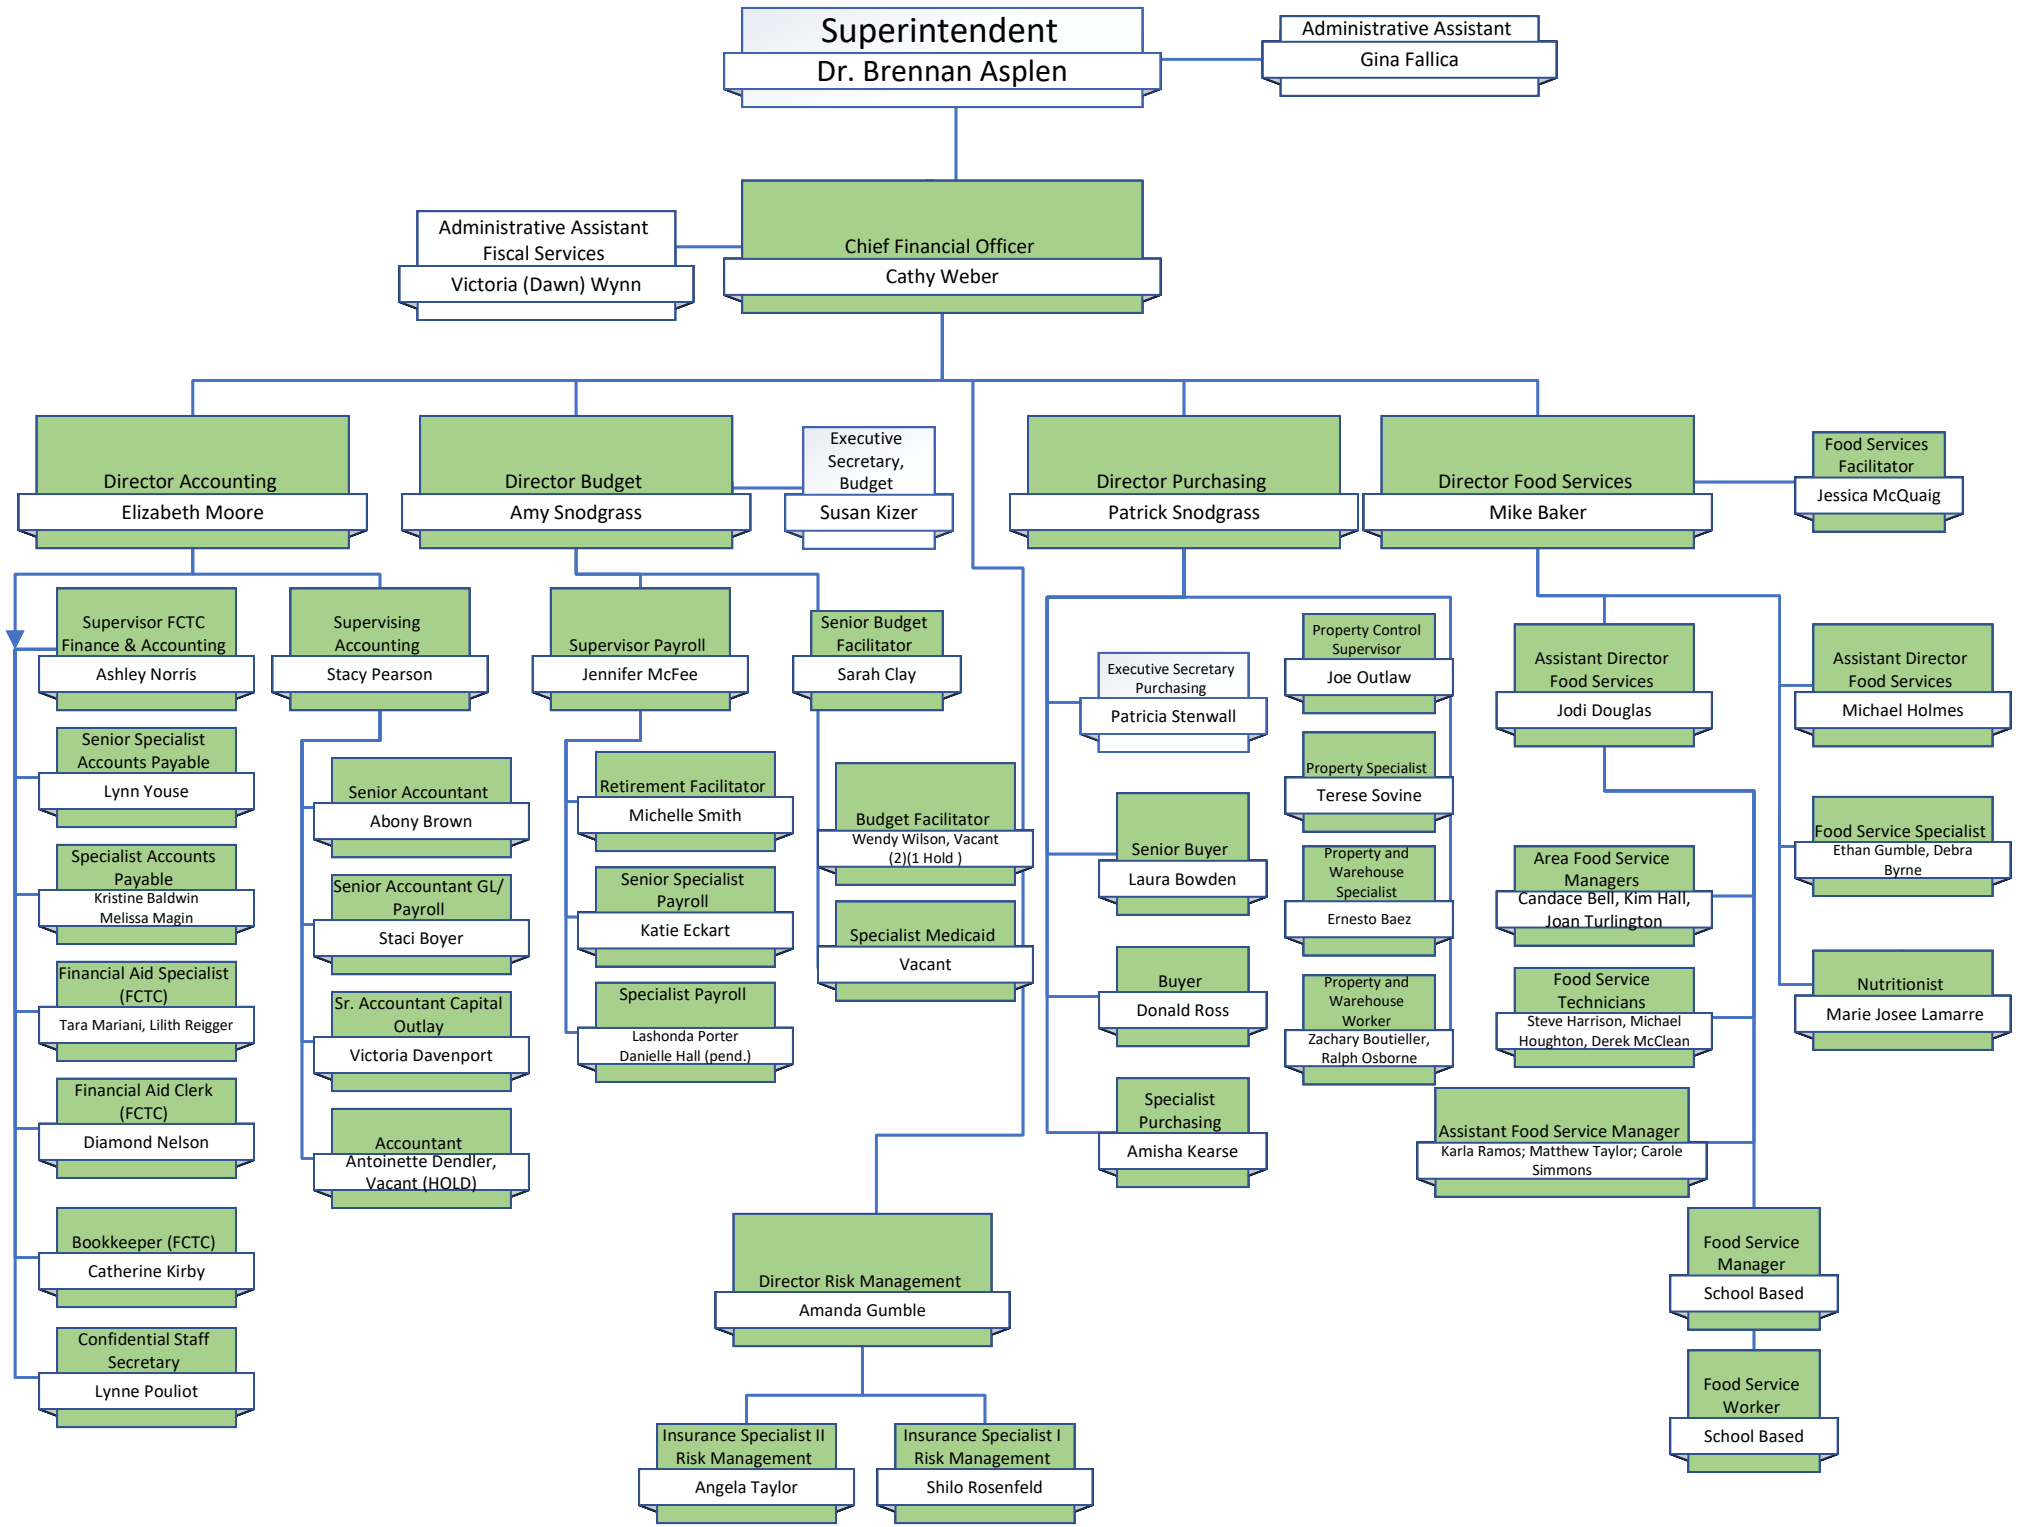 Superintendent
Dr. Brennan Asplen
Administrative Assistant
Gina Fallica
Administrative Assistant
Fiscal Services
Victoria (Dawn) Wynn
Chief Financial Officer
Cathy Weber
Director Accounting
Elizabeth Moore
Director Budget
Amy Snodgrass
Executive
Secretary,
Budget
Susan Kizer
Director Purchasing
Patrick Snodgrass
Director Food Services
Mike Baker
Food Services
Facilitator
Jessica McQuaig
Supervisor FCTC
Finance & Accounting
Ashley Norris
Senior Specialist
Accounts Payable
Lynn Youse
Specialist Accounts
Payable
Kristine Baldwin
Melissa Magin
Financial Aid Specialist
(FCTC)
Tara Mariani, Lilith Reigger
Financial Aid Clerk
(FCTC)
Diamond Nelson
Bookkeeper (FCTC)
Catherine Kirby
Confidential Staff
Secretary
Lynne Pouliot
Supervising
Accounting
Stacy Pearson
Senior Accountant
Abony Brown
Senior Accountant GL/
Payroll
Staci Boyer
Sr. Accountant Capital
Outlay
Victoria Davenport
Accountant
Antoinette Dendler,
Vacant (HOLD)
Supervisor Payroll
Jennifer McFee
Retirement Facilitator
Michelle Smith
Senior Specialist
Payroll
Katie Eckart
Specialist Payroll
Lashonda Porter
Danielle Hall (pend.)
Senior Budget
Facilitator
Sarah Clay
Budget Facilitator
Wendy Wilson, Vacant
(2)(1 Hold )
Specialist Medicaid
Vacant
Director Risk Management
Amanda Gumble
Insurance Specialist II
Risk Management
Angela Taylor
Insurance Specialist I
Risk Management
Shilo Rosenfeld
Executive Secretary
Purchasing
Patricia Stenwall
Senior Buyer
Laura Bowden
Buyer
Donald Ross
Specialist
Purchasing
Amisha Kearse
Property Control
Supervisor
Joe Outlaw
Property Specialist
Terese Sovine
Property and
Warehouse
Specialist
Ernesto Baez
Property and
Warehouse
Worker
Zachary Boutieller,
Ralph Osborne
Assistant Director
Food Services
Jodi Douglas
Area Food Service
Managers
Candace Bell, Kim Hall,
Joan Turlington
Food Service
Technicians
Steve Harrison, Michael
Houghton, Derek McClean
Assistant Food Service Manager
Karla Ramos; Matthew Taylor; Carole
Simmons
Food Service
Manager
School Based
Food Service
Worker
School Based
Assistant Director
Food Services
Michael Holmes
Food Service Specialist
Ethan Gumble, Debra
Byrne
Nutritionist
Marie Josee Lamarre